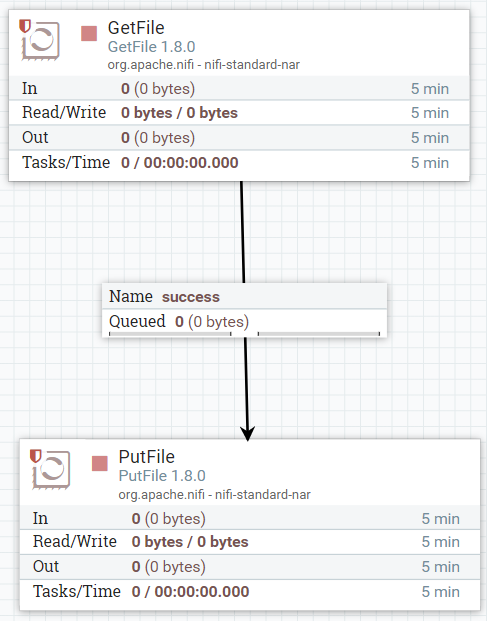 GetFile
GetFile 1.8.0
org.apache.nifi - nifi-standard-nar
In 0 (0 bytes) 5 min
Read/Write 0 bytes / 0 bytes 5 min
Out 0 (0 bytes) 5 min
Tasks/Time 0 / 00:00:00.000 5 min
Name success
Queued 0 (0 bytes)
PutFile
PutFile 1.8.0
org.apache.nifi - nifi-standard-nar
In 0 (0 bytes) 5 min
Read/Write 0 bytes / 0 bytes 5 min
Out 0 (0 bytes) 5 min
Tasks/Time 0 / 00:00:00.000 5 min